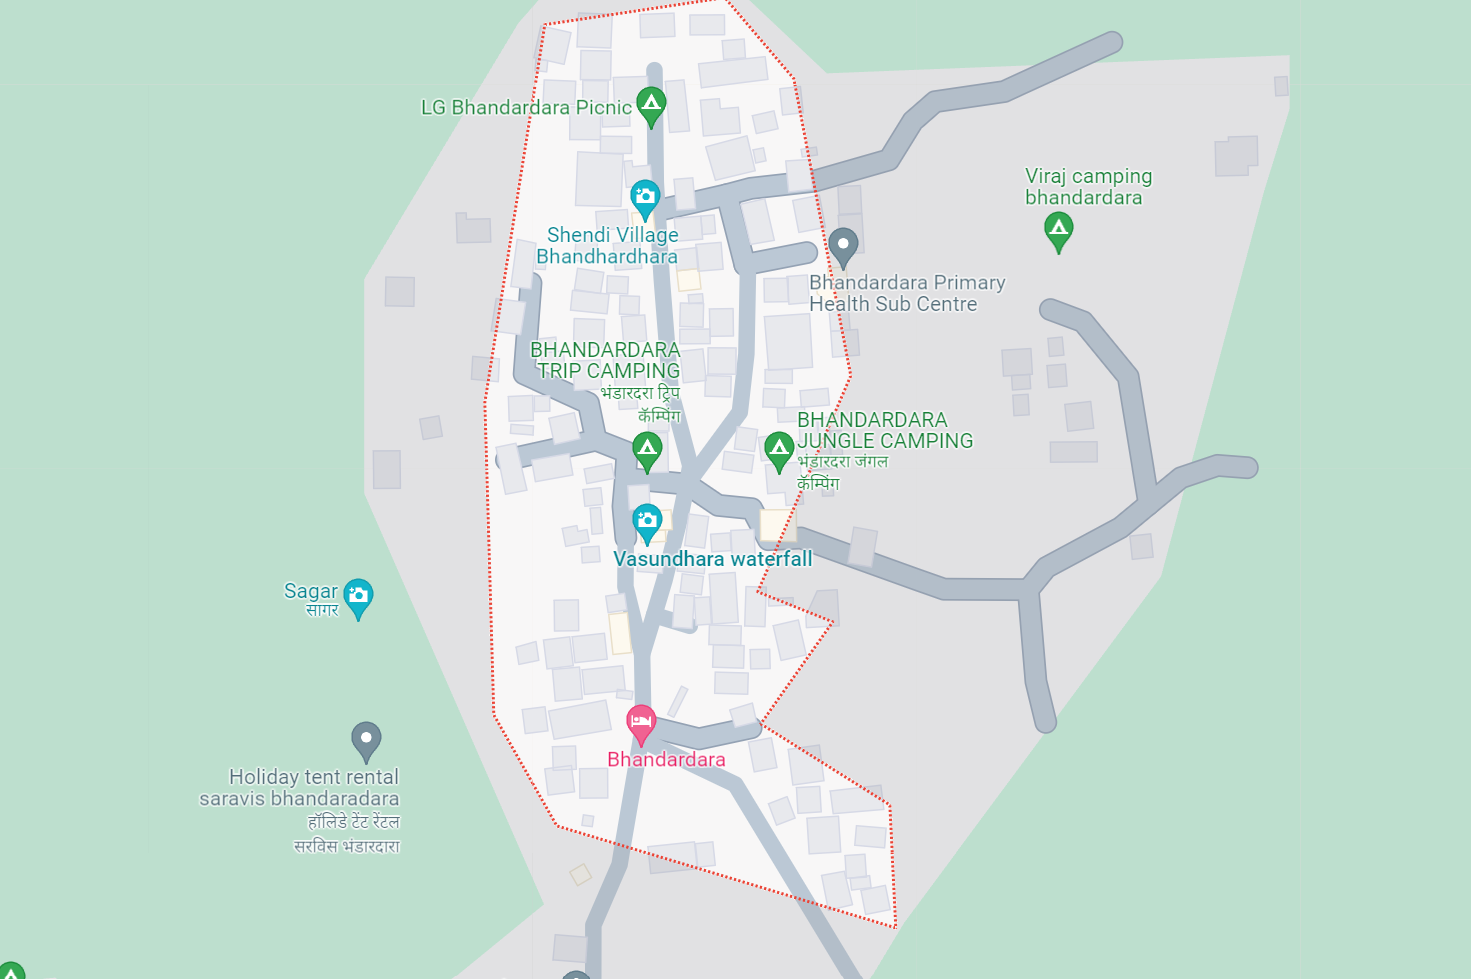 LG Bhandardara Picnic
Viraj camping
bhandardara
Shendi Village
Bhandhardhara
Bhandardara Primary
Health Sub Centre
BHANDARDARA
TRIP CAMPING
भंडारदरा ट्रिप
कॅम्पिंग
BHANDARDARA
JUNGLE CAMPING
भंडारदरा जंगल
कॅम्पिंग
Vasundhara waterfall
Sagar
सागर
Bhandardara
Holiday tent rental
saravis bhandaradara
हॉलिडे टेंट रेंटल
सरविस भंडारदारा